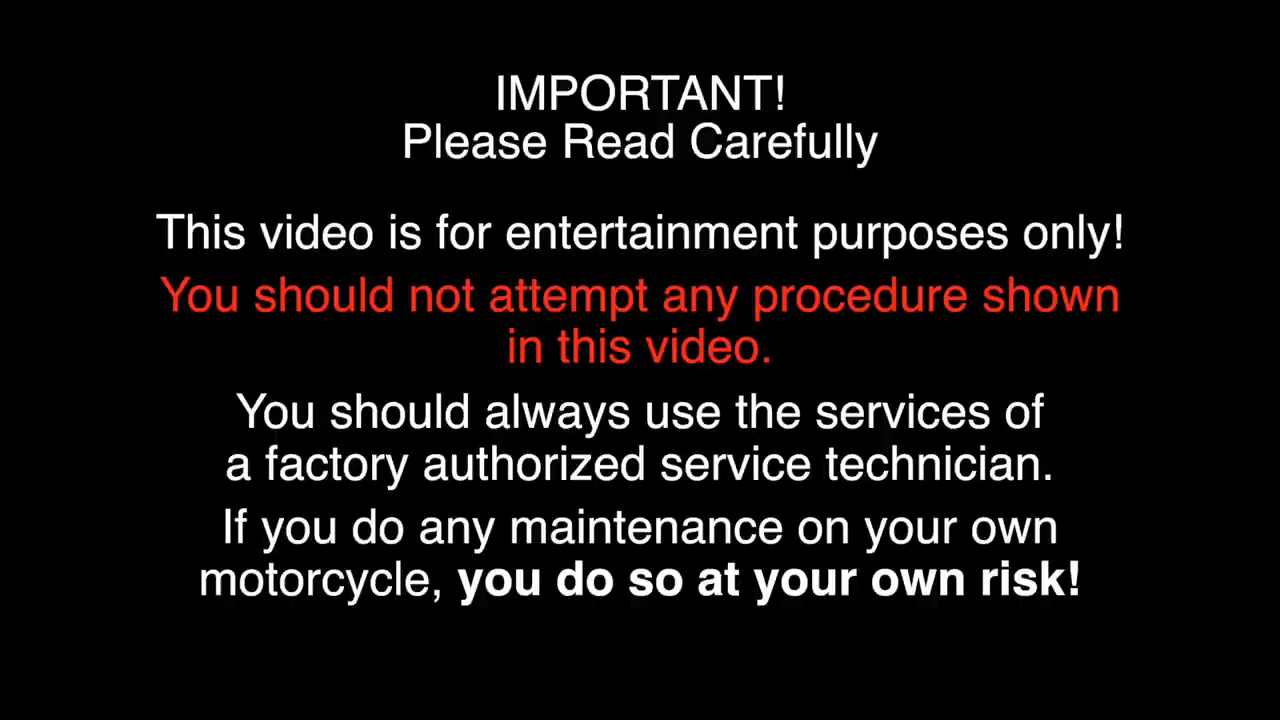 IMPORTANT!
Please Read Carefully
This video is for entertainment purposes only!
You should not attempt any procedure shown
in this video.
You should always use the services of
a factory authorized service technician.
If you do any maintenance on your own
motorcycle, you do so at your own risk!